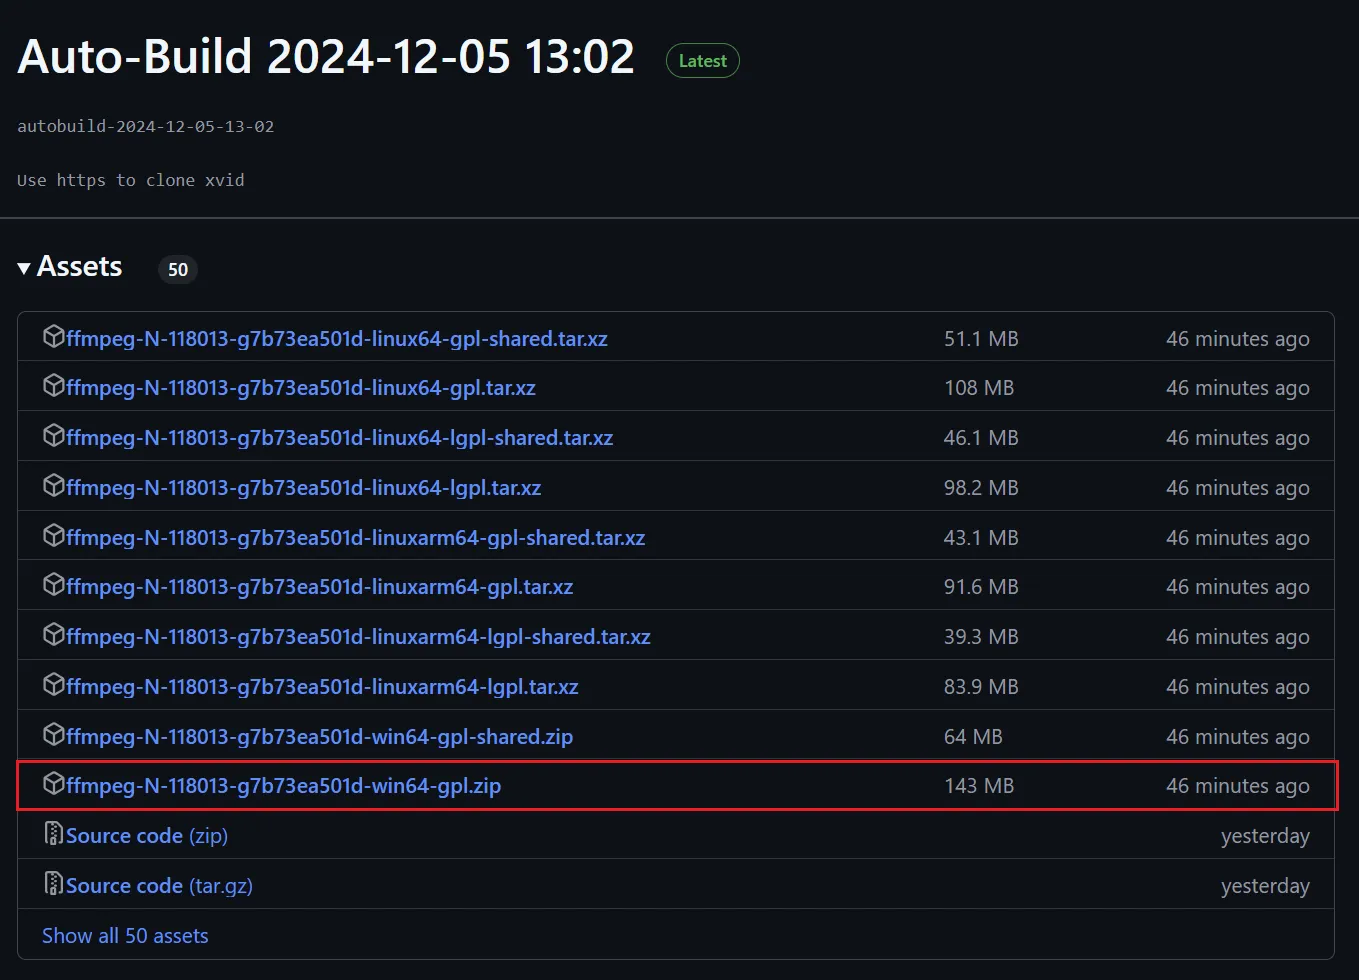 Auto-Build 2024-12-05 13:02 Latest
autobuild-2024-12-05-13-02
Use https to clone xvid
Assets 50
ffmpeg-N-118013-g7b73ea501d-linux64-gpl-shared.tar.xz 51.1 MB 46 minutes ago
ffmpeg-N-118013-g7b73ea501d-linux64-gpl.tar.xz 108 MB 46 minutes ago
ffmpeg-N-118013-g7b73ea501d-linux64-lgpl-shared.tar.xz 46.1 MB 46 minutes ago
ffmpeg-N-118013-g7b73ea501d-linux64-lgpl.tar.xz 98.2 MB 46 minutes ago
ffmpeg-N-118013-g7b73ea501d-linuxarm64-gpl-shared.tar.xz 43.1 MB 46 minutes ago
ffmpeg-N-118013-g7b73ea501d-linuxarm64-gpl.tar.xz 91.6 MB 46 minutes ago
ffmpeg-N-118013-g7b73ea501d-linuxarm64-lgpl-shared.tar.xz 39.3 MB 46 minutes ago
ffmpeg-N-118013-g7b73ea501d-linuxarm64-lgpl.tar.xz 83.9 MB 46 minutes ago
ffmpeg-N-118013-g7b73ea501d-win64-gpl-shared.zip 64 MB 46 minutes ago
ffmpeg-N-118013-g7b73ea501d-win64-gpl.zip 143 MB 46 minutes ago
Source code (zip) yesterday
Source code (tar.gz) yesterday
Show all 50 assets